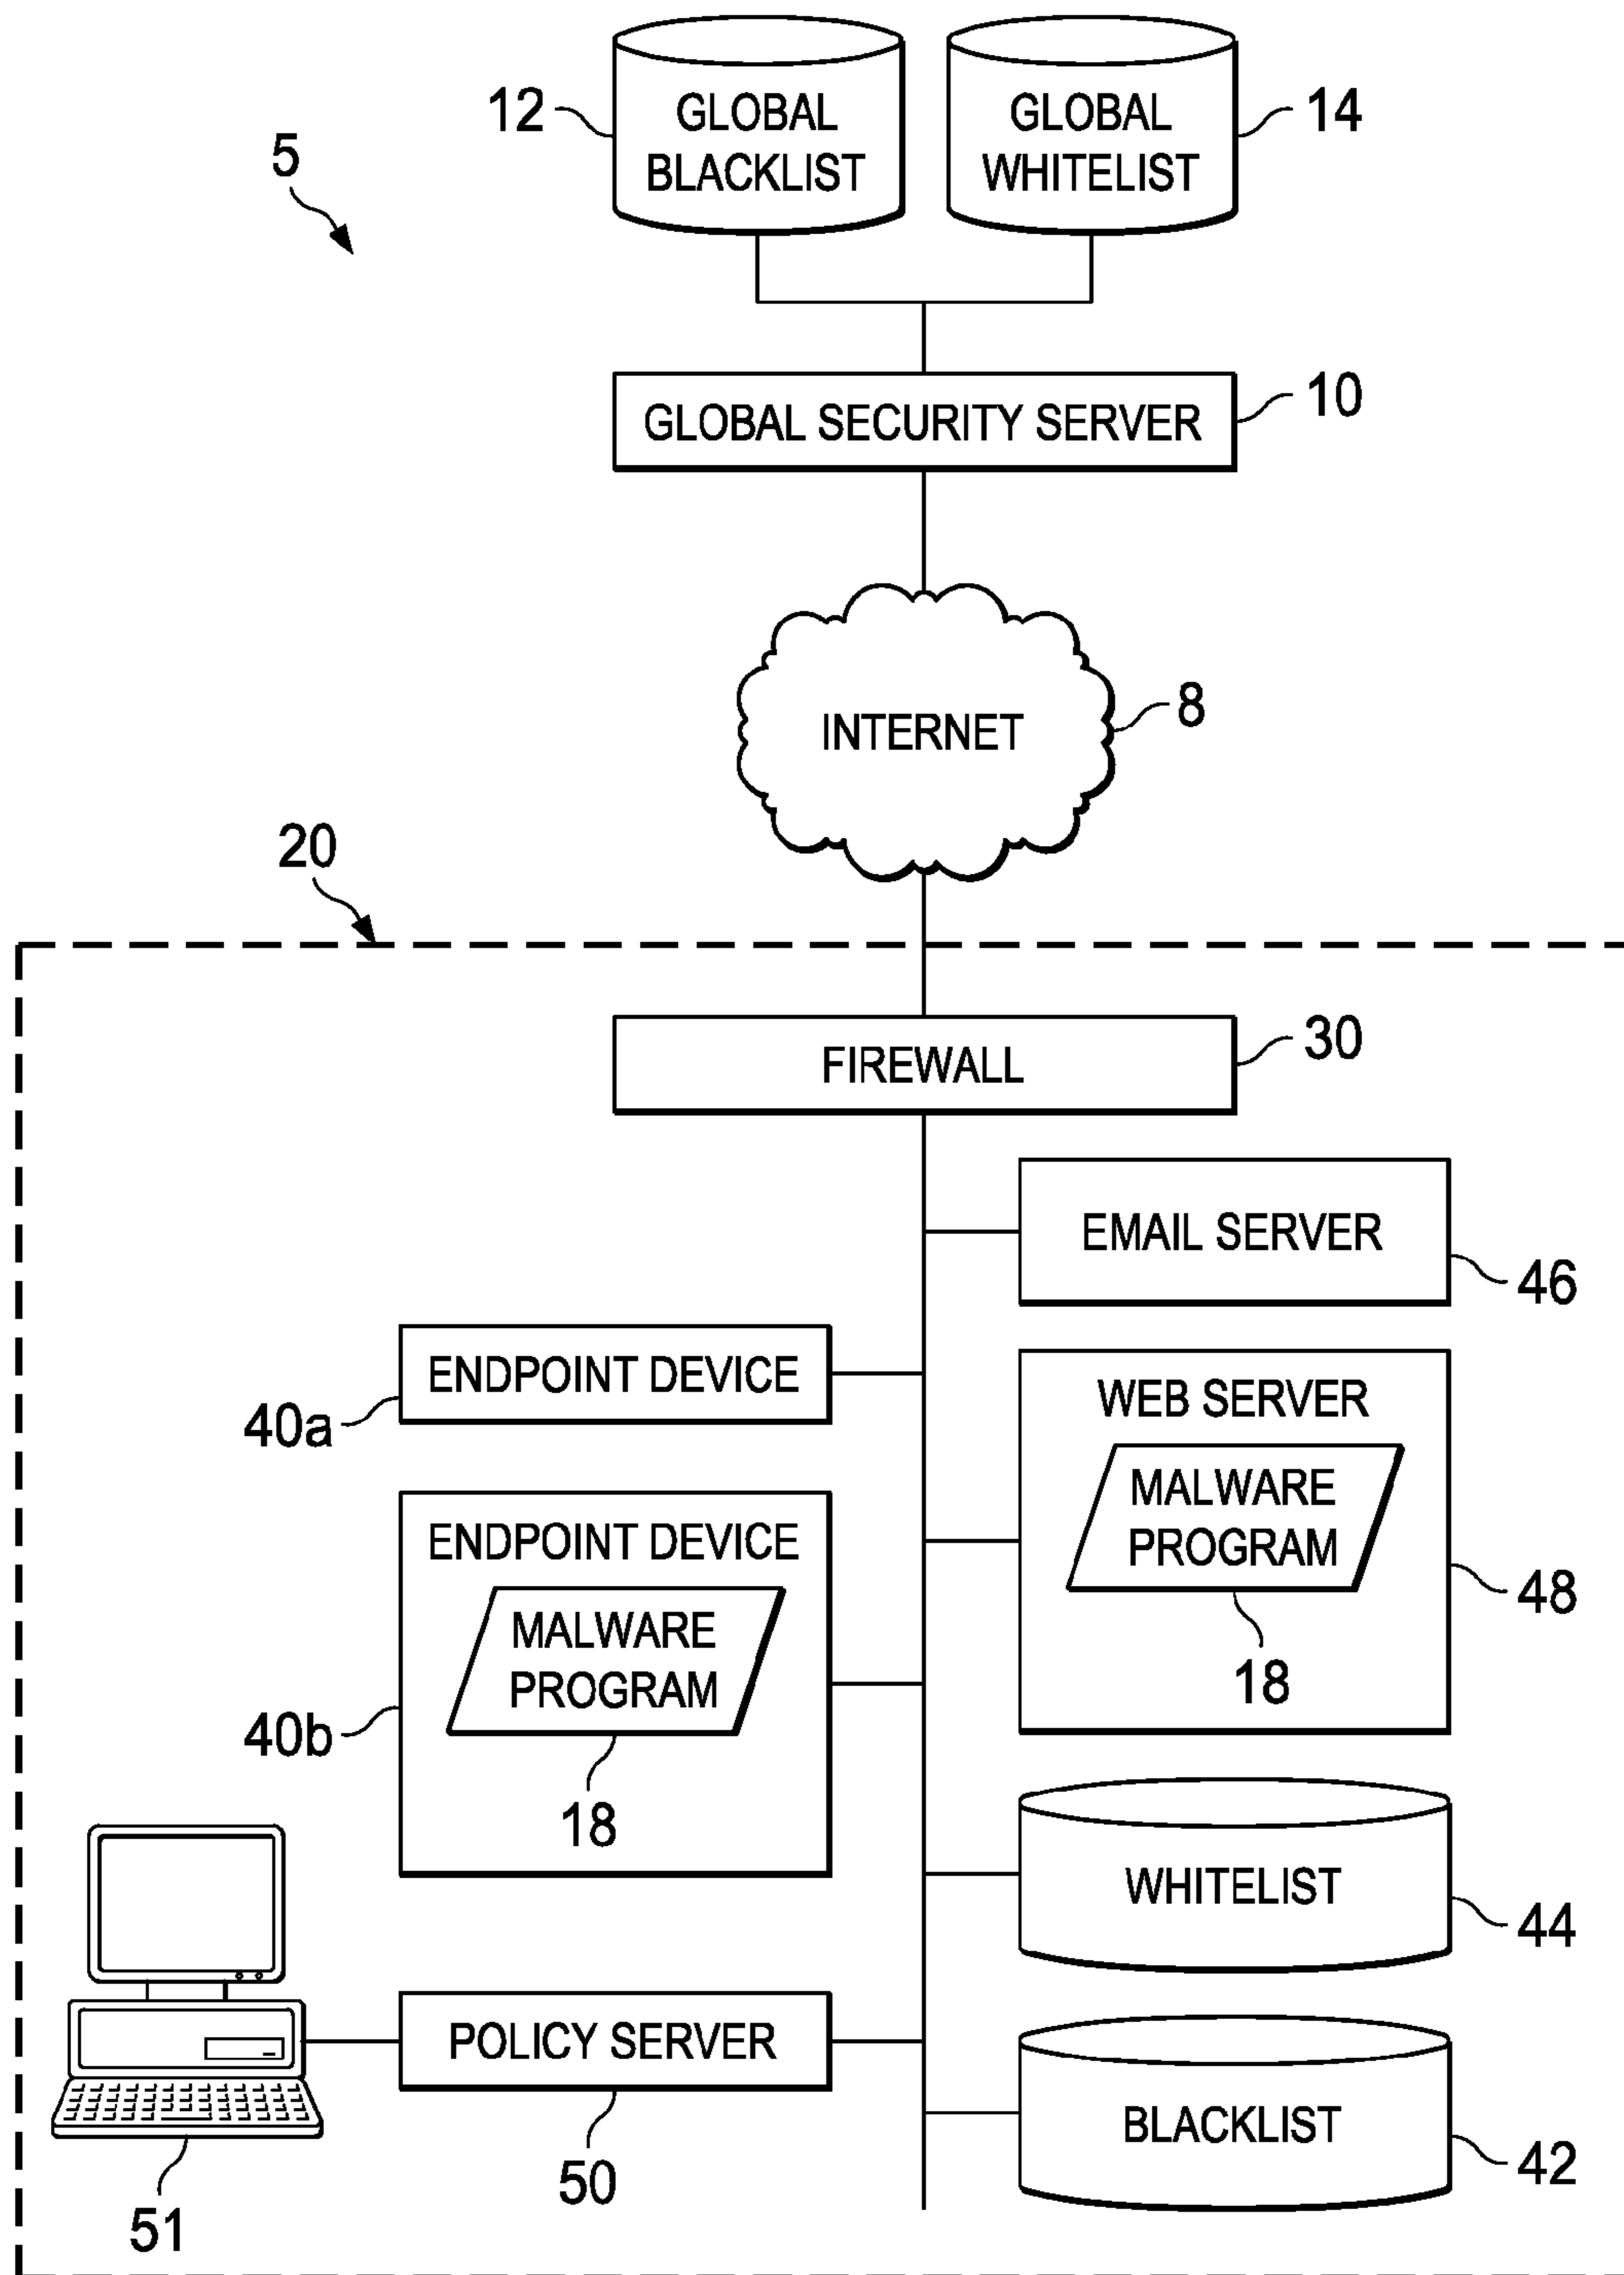 12
GLOBAL
BLACKLIST
GLOBAL
WHITELIST
14
5
GLOBAL SECURITY SERVER
10
INTERNET
8
20
FIREWALL
30
EMAIL SERVER
46
ENDPOINT DEVICE
40a
WEB SERVER
MALWARE
PROGRAM
18
48
ENDPOINT DEVICE
MALWARE
PROGRAM
18
40b
WHITELIST
44
51
POLICY SERVER
50
BLACKLIST
42